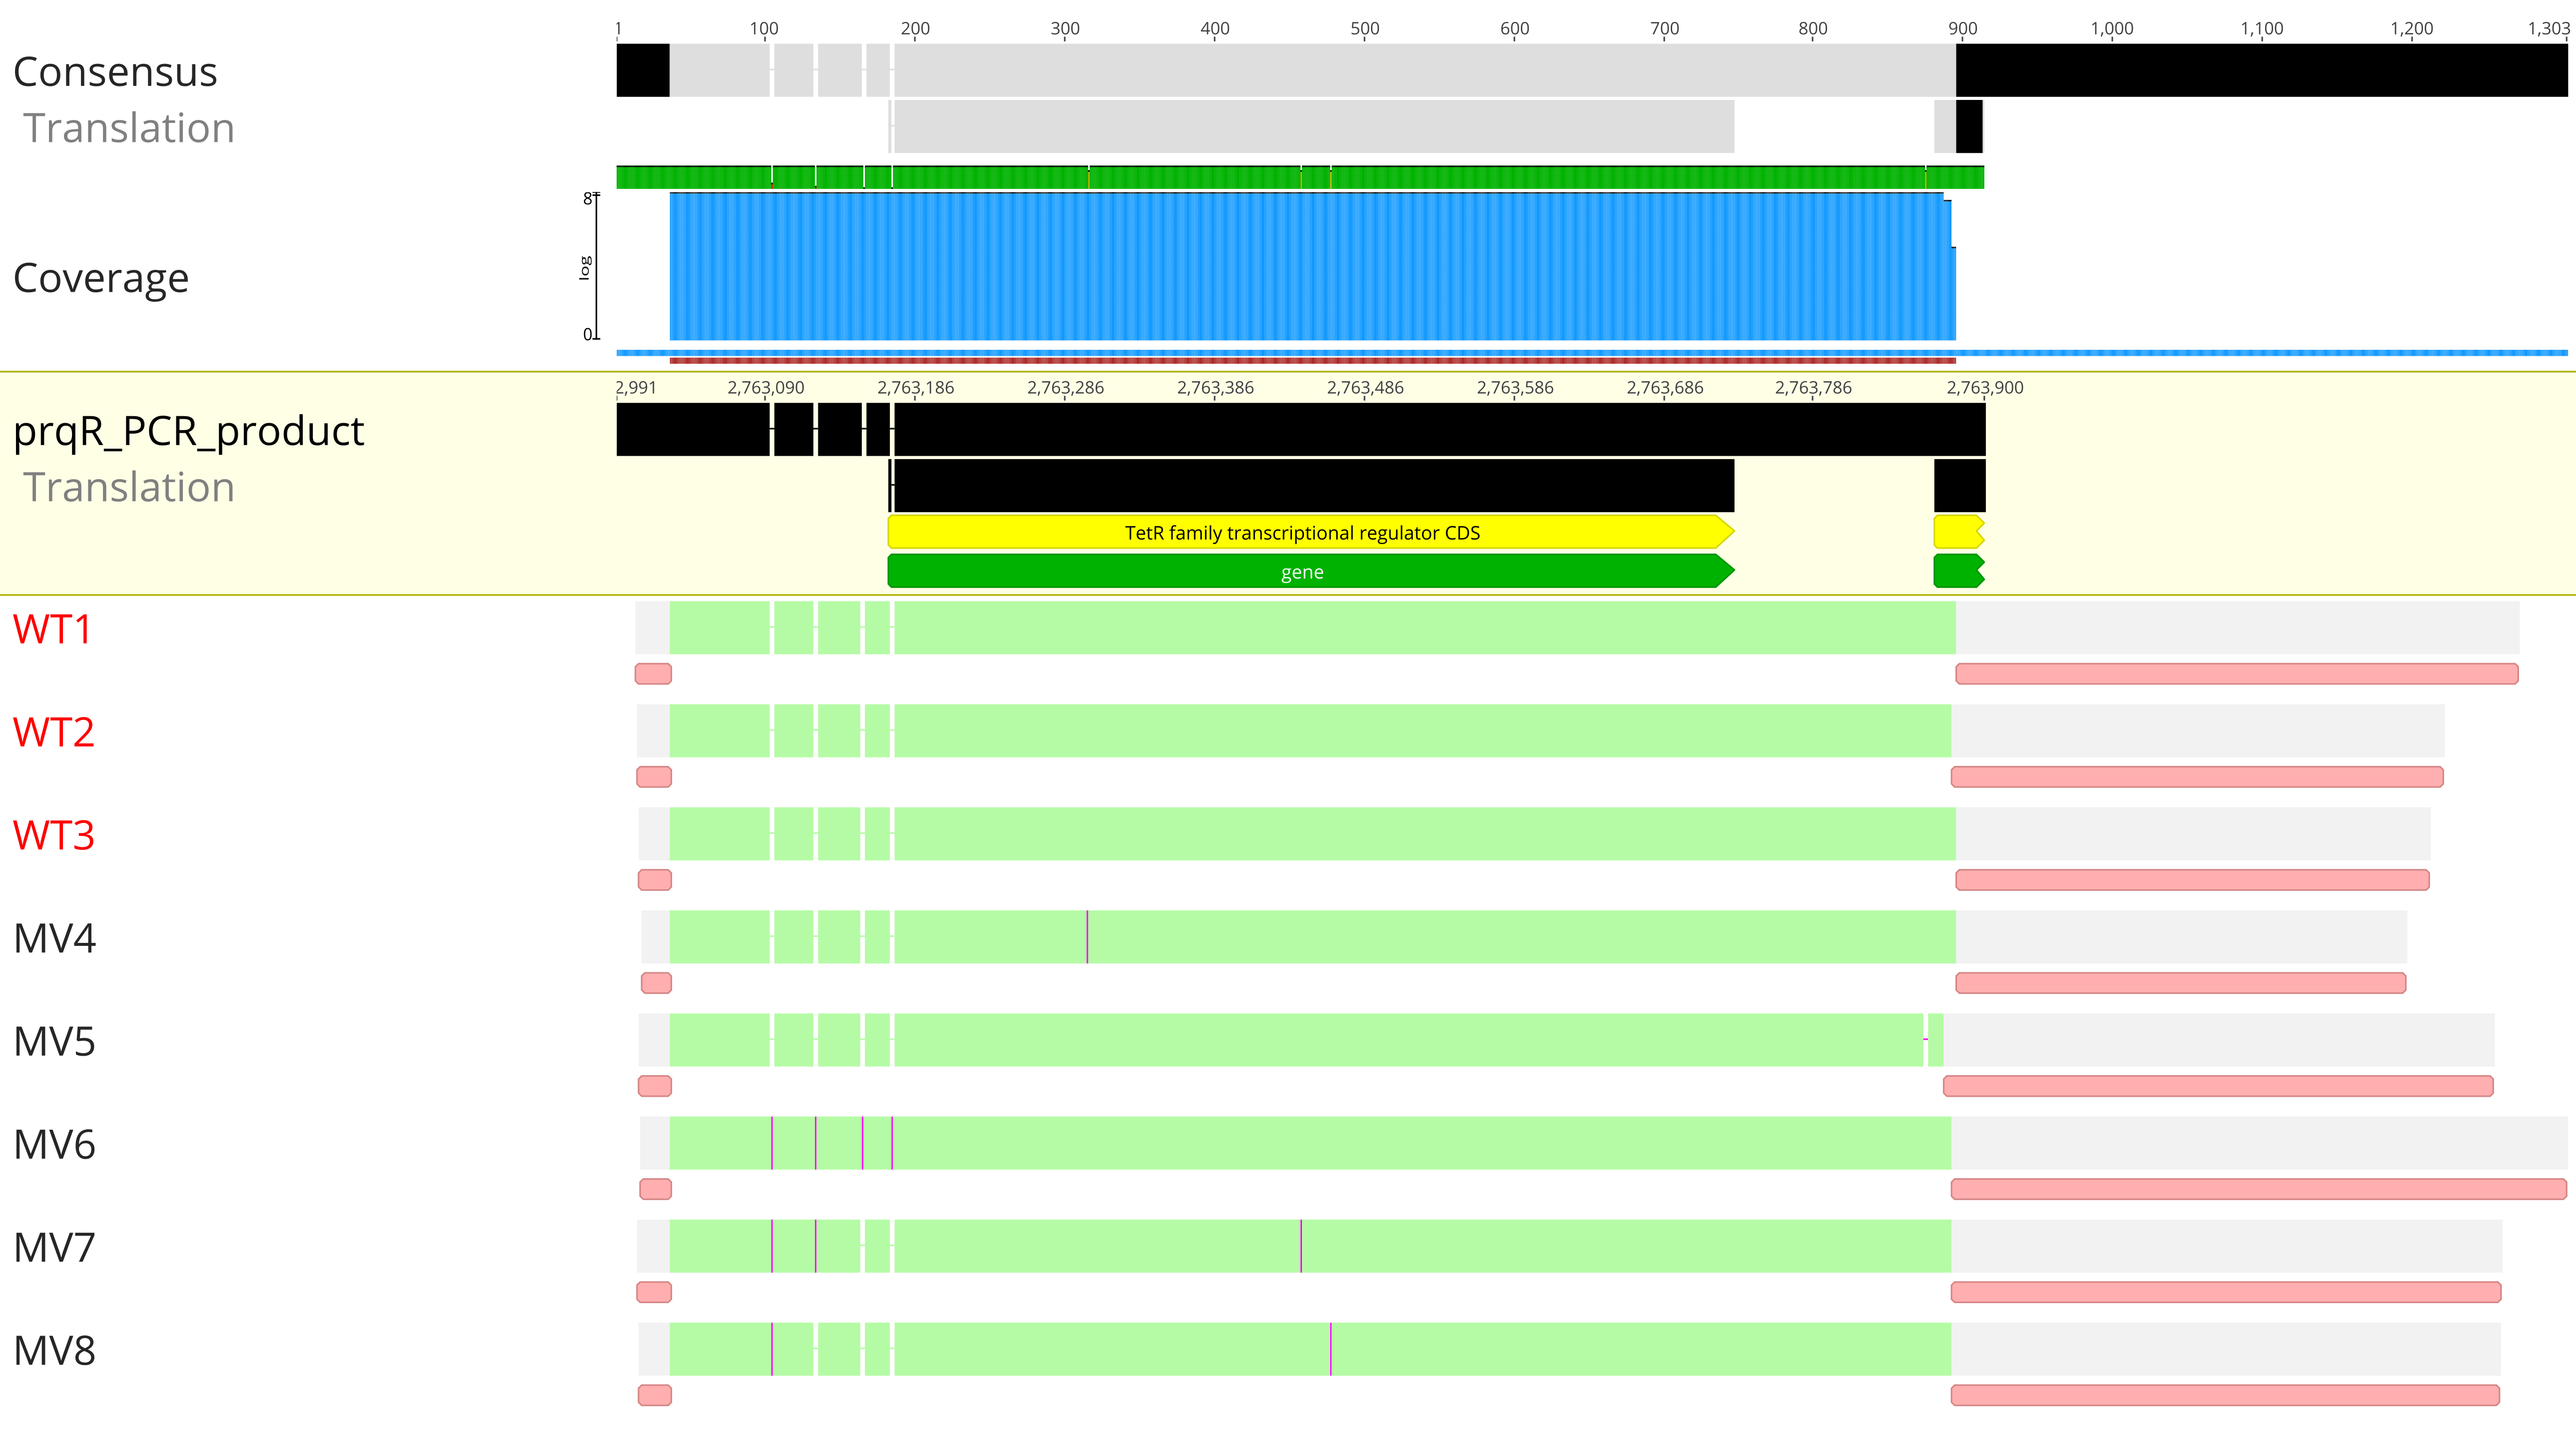 1 100 200 300 400 500 600 700 800 900 1,000 1,100 1,200 1,303
Consensus
Translation
8
Coverage
log
0
2,991 2,763,090 2,763,186 2,763,286 2,763,386 2,763,486 2,763,586 2,763,686 2,763,786 2,763,900
prqR_PCR_product
Translation
TetR family transcriptional regulator CDS
gene
WT1
WT2
WT3
MV4
MV5
MV6
MV7
MV8